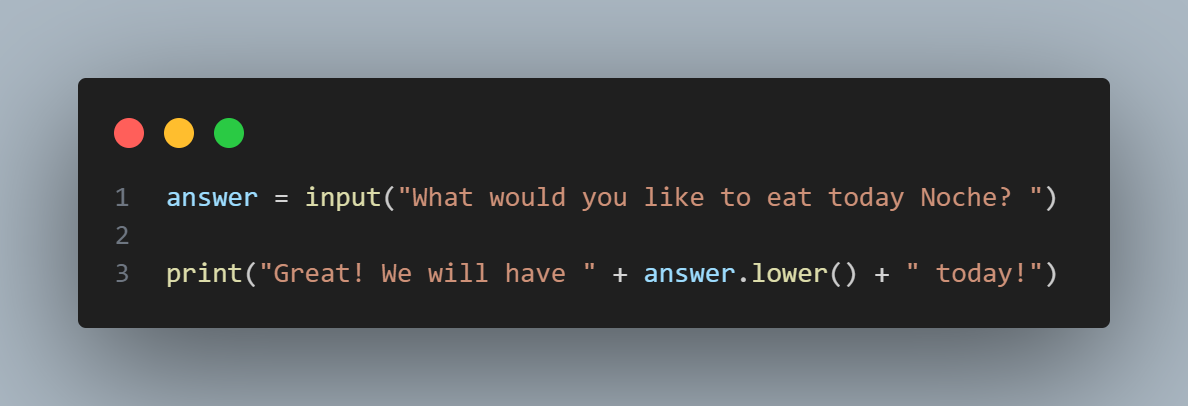 1 answer = input("What would you like to eat today Noche? ")
2
3 print("Great! We will have " + answer.lower() + " today!")